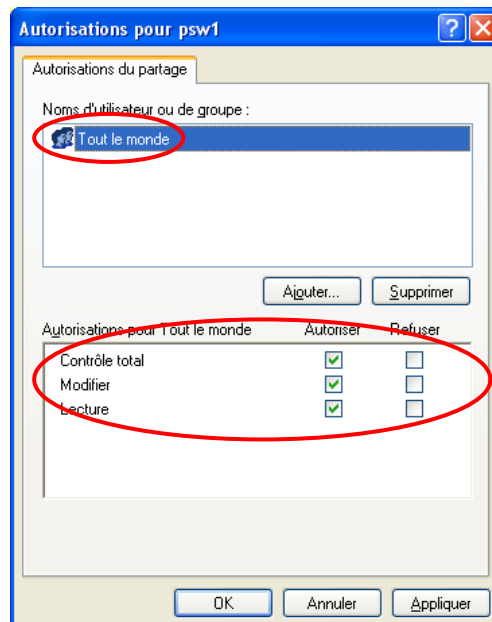 Autorisations pour psw1
Autorisations du partage
Noms d'utilisateur ou de groupe :
Tout le monde
Ajouter... Supprimer
Autorisations pour Tout le monde Autoriser Refuser
Contrôle total
Modifier
Lecture
OK Annuler Appliquer